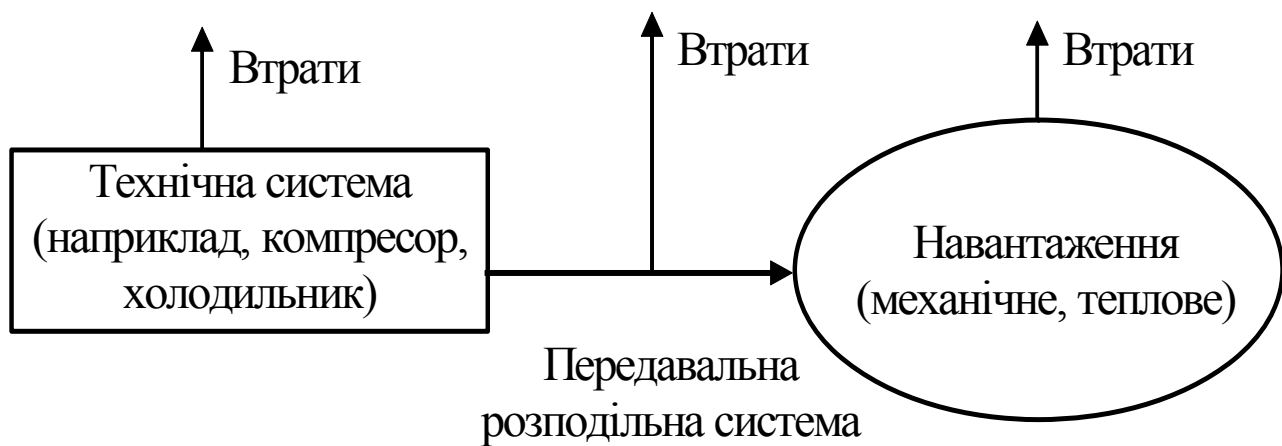 Втрати
Втрати
Втрати
Технічна система
(наприклад, компресор,
холодильник)
Навантаження
(механічне, теплове)
Передавальна
розподільна система